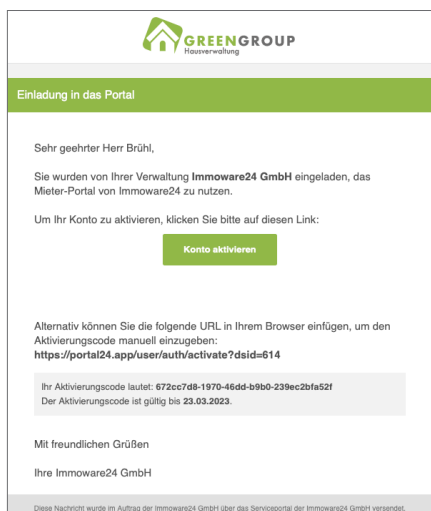 GREENGROUP
Hausverwaltung
Einladung in das Portal
Sehr geehrter Herr Brühl,
Sie wurden von Ihrer Verwaltung Immoware24 GmbH eingeladen, das
Mieter-Portal von Immoware24 zu nutzen.
Um Ihr Konto zu aktivieren, klicken Sie bitte auf diesen Link:
Konto aktivieren
Alternativ können Sie die folgende URL in Ihrem Browser einfügen, um den
Aktivierungscode manuell einzugeben:
https://portal24.app/user/auth/activate?dsid=614
Ihr Aktivierungscode lautet: 672cc7d8-1970-46dd-b9b0-239ec2bfa52f
Der Aktivierungscode ist gültig bis 23.03.2023.
Mit freundlichen Grüßen
Ihre Immoware24 GmbH
Diese Nachricht wurde im Auftrag der Immoware24 GmbH über das Serviceportal der Immoware24 GmbH versendet.